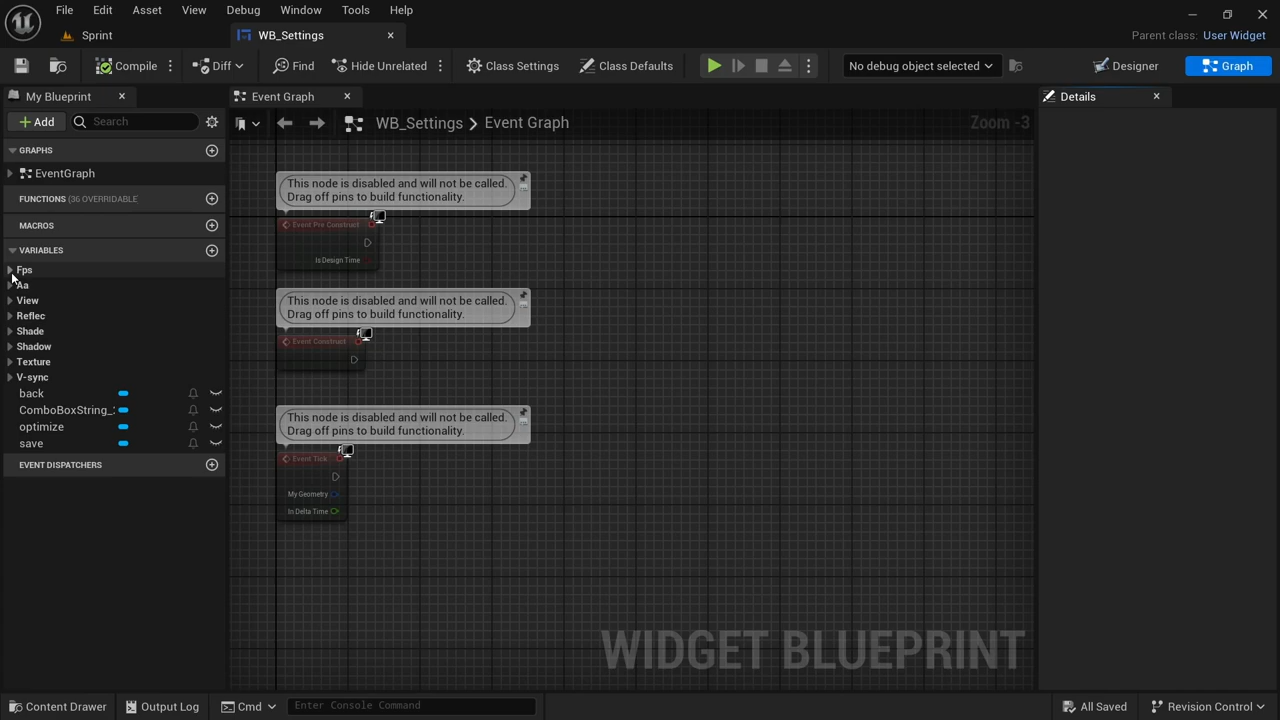 File Edit Asset View Debug Window Tools Help
Sprint WB_Settings Parent class: User Widget
Compile Diff Find Hide Unrelated Class Settings Class Defaults No debug object selected Designer Graph
My Blueprint Event Graph Details
Add Search WB_Settings Event Graph Zoom -3
GRAPHS
EventGraph
FUNCTIONS (36 OVERRIDABLE
MACROS
VARIABLES
Fps
Aa
View
Reflec
Shade
Shadow
Texture
V-sync
back
ComboBoxString_
optimize
save
EVENT DISPATCHERS
This node is disabled and will not be called.
Drag off pins to build functionality.
Event Pre Construct
Is Design Time
This node is disabled and will not be called.
Drag off pins to build functionality.
Event Construct
This node is disabled and will not be called.
Drag off pins to build functionality.
Event Tick
My Geometry
In Delta Time
WIDGET BLUEPRINT
Content Drawer Output Log Cmd Enter Console Command All Saved Revision Control